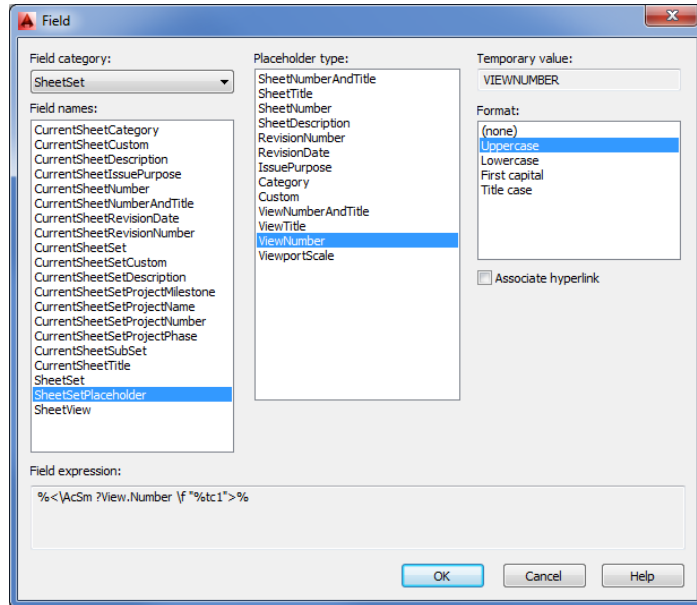 Field
Field category:
SheetSet
Field names:
CurrentSheetCategory
CurrentSheetCustom
CurrentSheetDescription
CurrentSheetIssuePurpose
CurrentSheetNumber
CurrentSheetNumberAndTitle
CurrentSheetRevisionDate
CurrentSheetRevisionNumber
CurrentSheetSet
CurrentSheetSetCustom
CurrentSheetSetDescription
CurrentSheetSetProjectMilestone
CurrentSheetSetProjectName
CurrentSheetSetProjectNumber
CurrentSheetSetProjectPhase
CurrentSheetSubSet
CurrentSheetTitle
SheetSet
SheetSetPlaceholder
SheetView
Placeholder type:
SheetNumberAndTitle
SheetTitle
SheetNumber
SheetDescription
RevisionNumber
RevisionDate
IssuePurpose
Category
Custom
ViewNumberAndTitle
ViewTitle
ViewNumber
ViewportScale
Temporary value:
VIEWNUMBER
Format:
(none)
Uppercase
Lowercase
First capital
Title case
Associate hyperlink
Field expression:
%<\AcSm ?View.Number \f "%tc1">%
OK
Cancel
Help